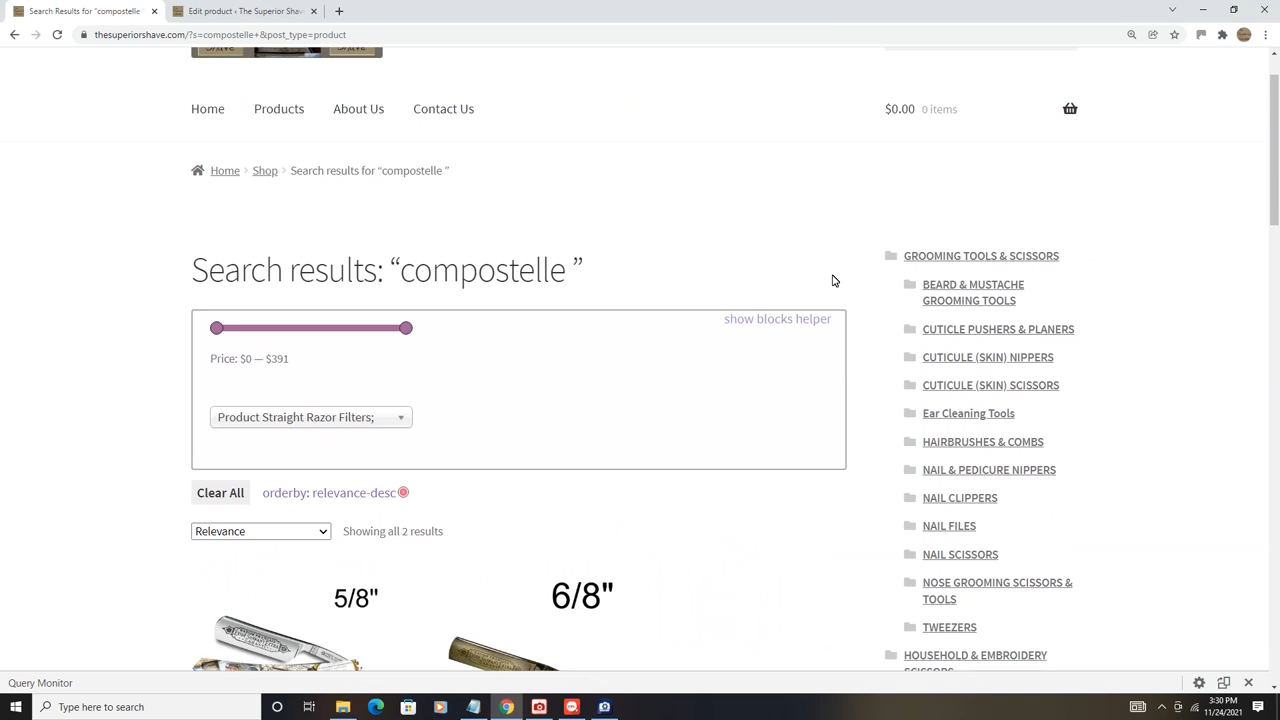 Search Results for “compostelle
Edit product ‹ The Superior Shav
thesuperiorshave.com/?s=compostelle+&post_type=product
Home
Products
About Us
Contact Us
$0.00 0 items
Home > Shop > Search results for “compostelle ”
Search results: “compostelle ”
show blocks helper
Price: $0 — $391
Product Straight Razor Filters;
Clear All
orderby: relevance-desc
Relevance
Showing all 2 results
5/8"
6/8"
GROOMING TOOLS & SCISSORS
BEARD & MUSTACHE
GROOMING TOOLS
CUTICLE PUSHERS & PLANERS
CUTICULE (SKIN) NIPPERS
CUTICULE (SKIN) SCISSORS
Ear Cleaning Tools
HAIRBRUSHES & COMBS
NAIL & PEDICURE NIPPERS
NAIL CLIPPERS
NAIL FILES
NAIL SCISSORS
NOSE GROOMING SCISSORS &
TOOLS
TWEEZERS
HOUSEHOLD & EMBROIDERY
SCISSORS
Query Monitor
Type here to search
3:30 PM
11/24/2021